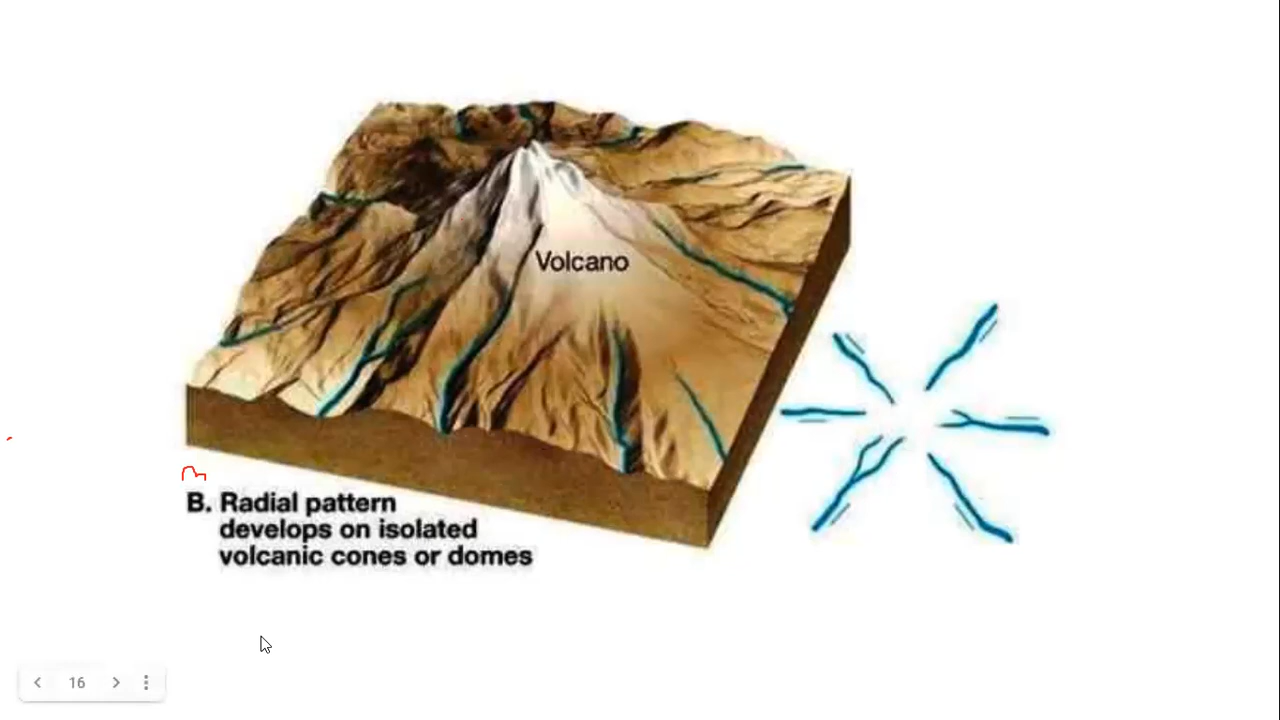 Volcano
B. Radial pattern
develops on isolated
volcanic cones or domes
16